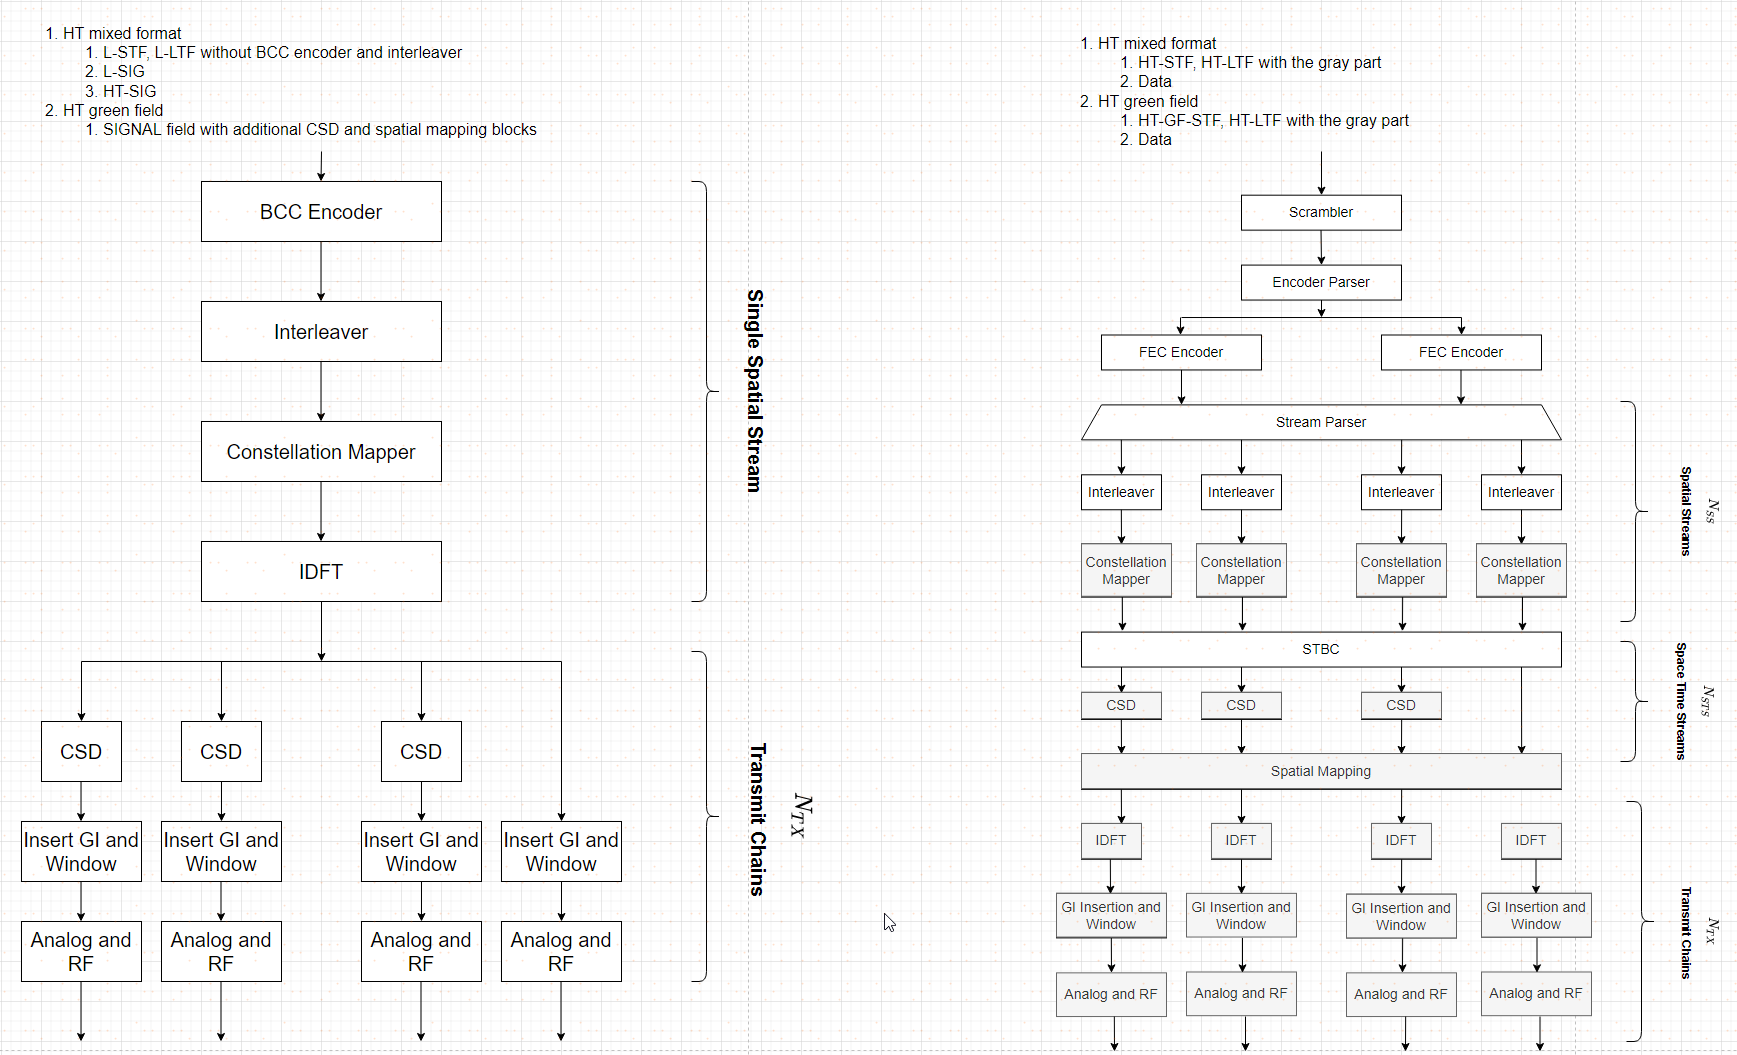 1. HT mixed format
1. L-STF, L-LTF without BCC encoder and interleaver
2. L-SIG
3. HT-SIG
2. HT green field
1. SIGNAL field with additional CSD and spatial mapping blocks
BCC Encoder
Interleaver
Constellation Mapper
IDFT
Single Spatial Stream
CSD
CSD
CSD
Insert GI and
Window
Insert GI and
Window
Insert GI and
Window
Insert GI and
Window
Analog and
RF
Analog and
RF
Analog and
RF
Analog and
RF
Transmit Chains
N_TX
1. HT mixed format
1. HT-STF, HT-LTF with the gray part
2. Data
2. HT green field
1. HT-GF-STF, HT-LTF with the gray part
2. Data
Scrambler
Encoder Parser
FEC Encoder
FEC Encoder
Stream Parser
Interleaver
Interleaver
Interleaver
Interleaver
Constellation
Mapper
Constellation
Mapper
Constellation
Mapper
Constellation
Mapper
Spatial Streams
N_SS
STBC
CSD
CSD
CSD
Space Time Streams
N_STS
Spatial Mapping
IDFT
IDFT
IDFT
IDFT
GI Insertion and
Window
GI Insertion and
Window
GI Insertion and
Window
GI Insertion and
Window
Analog and RF
Analog and RF
Analog and RF
Analog and RF
Transmit Chains
N_TX